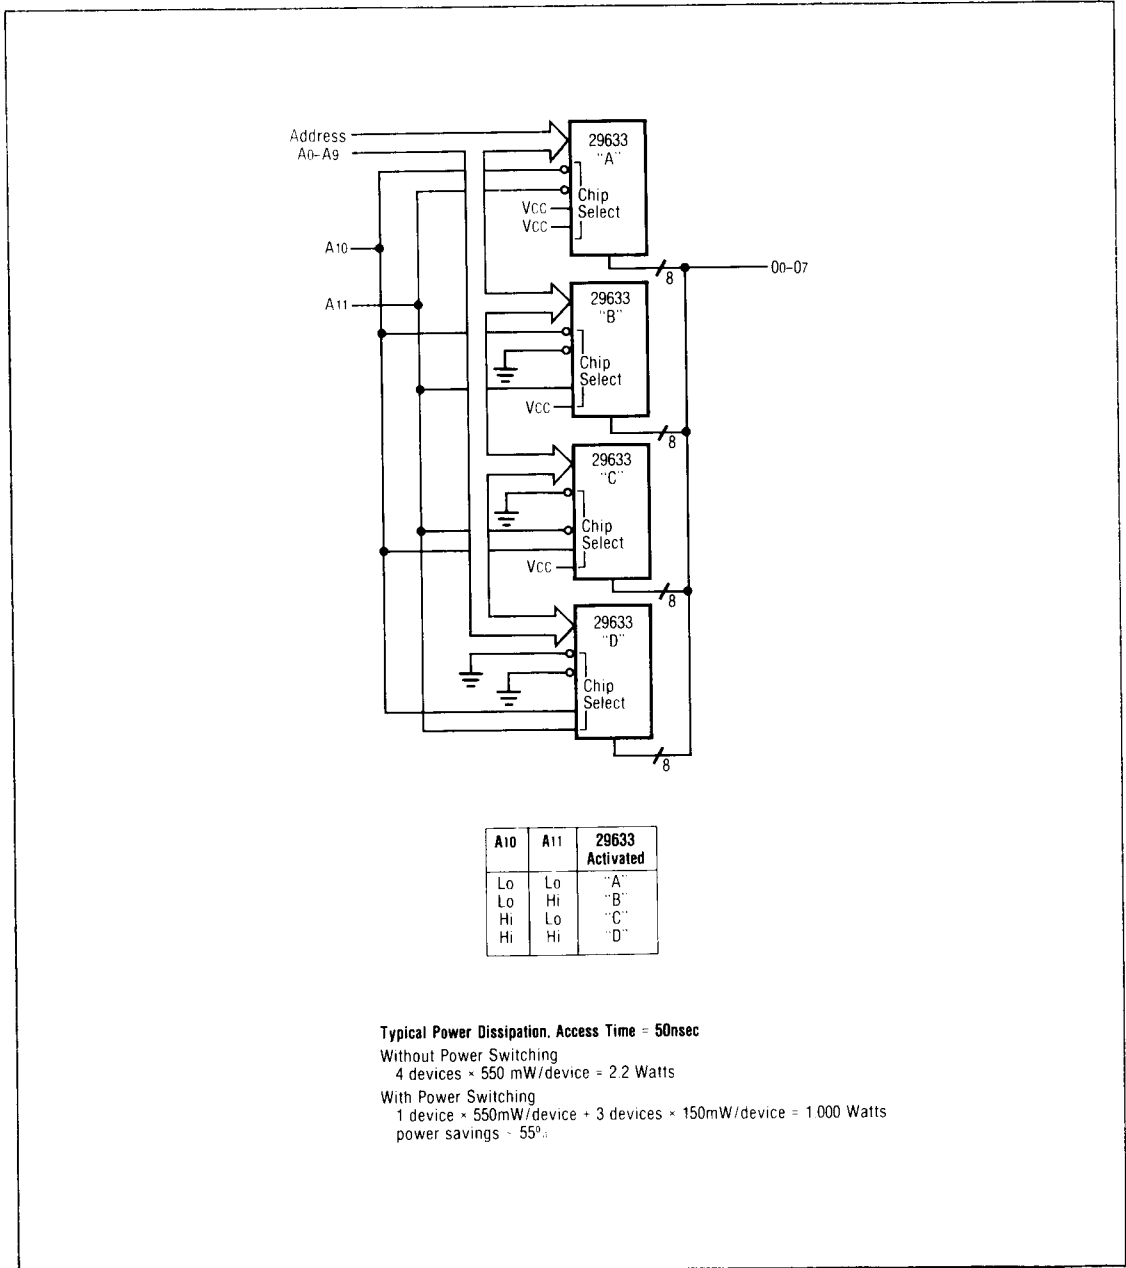 Address
A0-A9
29633
"A"
Chip
Select
VCC
VCC
A10
A11
8
O0-O7
29633
"B"
Chip
Select
VCC
8
29633
"C"
Chip
Select
VCC
8
29633
"D"
Chip
Select
8
A10 A11 29633
Activated
Lo Lo "A"
Lo Hi "B"
Hi Lo "C"
Hi Hi "D"
Typical Power Dissipation, Access Time = 50nsec
Without Power Switching
4 devices × 550 mW/device = 2.2 Watts
With Power Switching
1 device × 550mW/device + 3 devices × 150mW/device = 1.000 Watts
power savings ~ 55%